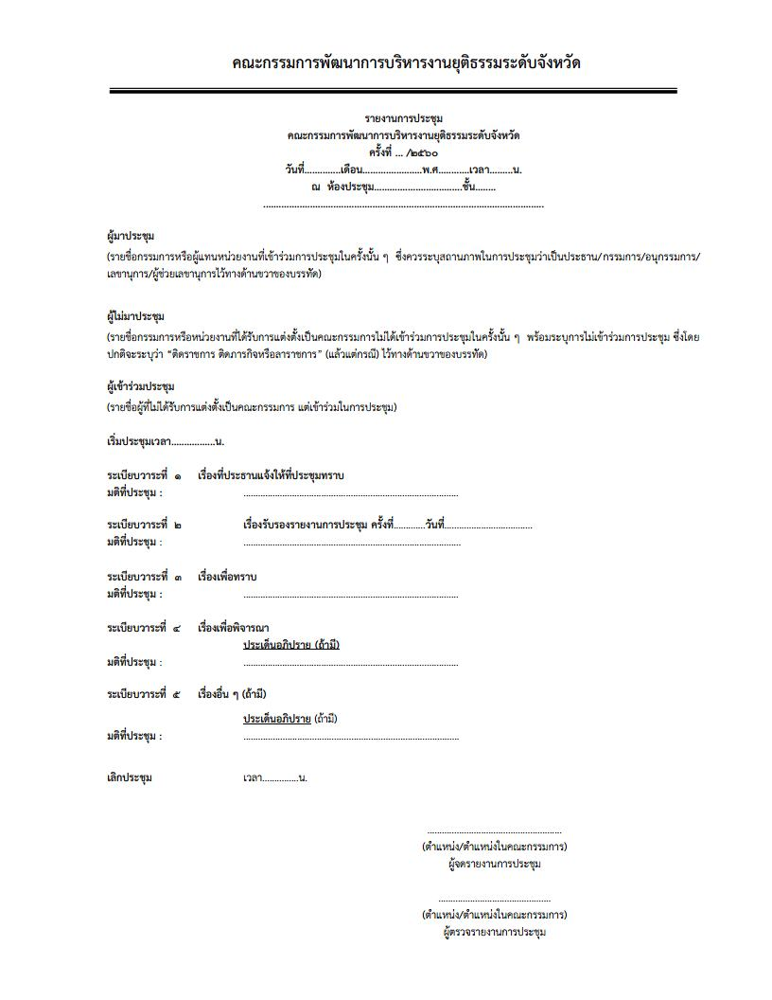 คณะกรรมการพัฒนาการบริหารงานยุติธรรมระดับจังหวัด
รายงานการประชุม
คณะกรรมการพัฒนาการบริหารงานยุติธรรมระดับจังหวัด
ครั้งที่ ... /๒๕๖๐
วันที่..............เดือน.......................พ.ศ............เวลา.........น.
ณ ห้องประชุม..................................ชั้น........
............................................................................................................
ผู้มาประชุม
(รายชื่อกรรมการหรือผู้แทนหน่วยงานที่เข้าร่วมการประชุมในครั้งนั้น ๆ ซึ่งควรระบุสถานภาพในการประชุมว่าเป็นประธาน/กรรมการ/อนุกรรมการ/
เลขานุการ/ผู้ช่วยเลขานุการไว้ทางด้านขวาของบรรทัด)
ผู้ไม่มาประชุม
(รายชื่อกรรมการหรือหน่วยงานที่ได้รับการแต่งตั้งเป็นคณะกรรมการไม่ได้เข้าร่วมการประชุมในครั้งนั้น ๆ พร้อมระบุการไม่เข้าร่วมการประชุม ซึ่งโดย
ปกติจะระบุว่า “ติดราชการ ติดภารกิจหรือลาราชการ” (แล้วแต่กรณี) ไว้ทางด้านขวาของบรรทัด)
ผู้เข้าร่วมประชุม
(รายชื่อผู้ที่ไม่ได้รับการแต่งตั้งเป็นคณะกรรมการ แต่เข้าร่วมในการประชุม)
เริ่มประชุมเวลา.................น.
ระเบียบวาระที่ ๑ เรื่องที่ประธานแจ้งให้ที่ประชุมทราบ
มติที่ประชุม : ........................................................................................
ระเบียบวาระที่ ๒ เรื่องรับรองรายงานการประชุม ครั้งที่.............วันที่....................................
มติที่ประชุม : .........................................................................................
ระเบียบวาระที่ ๓ เรื่องเพื่อทราบ
มติที่ประชุม : ........................................................................................
ระเบียบวาระที่ ๔ เรื่องเพื่อพิจารณา
ประเด็นอภิปราย (ถ้ามี)
มติที่ประชุม : ........................................................................................
ระเบียบวาระที่ ๕ เรื่องอื่น ๆ (ถ้ามี)
ประเด็นอภิปราย (ถ้ามี)
มติที่ประชุม : ........................................................................................
เลิกประชุม เวลา...............น.
.......................................................
(ตำแหน่ง/ตำแหน่งในคณะกรรมการ)
ผู้จดรายงานการประชุม
..............................................
(ตำแหน่ง/ตำแหน่งในคณะกรรมการ)
ผู้ตรวจรายงานการประชุม